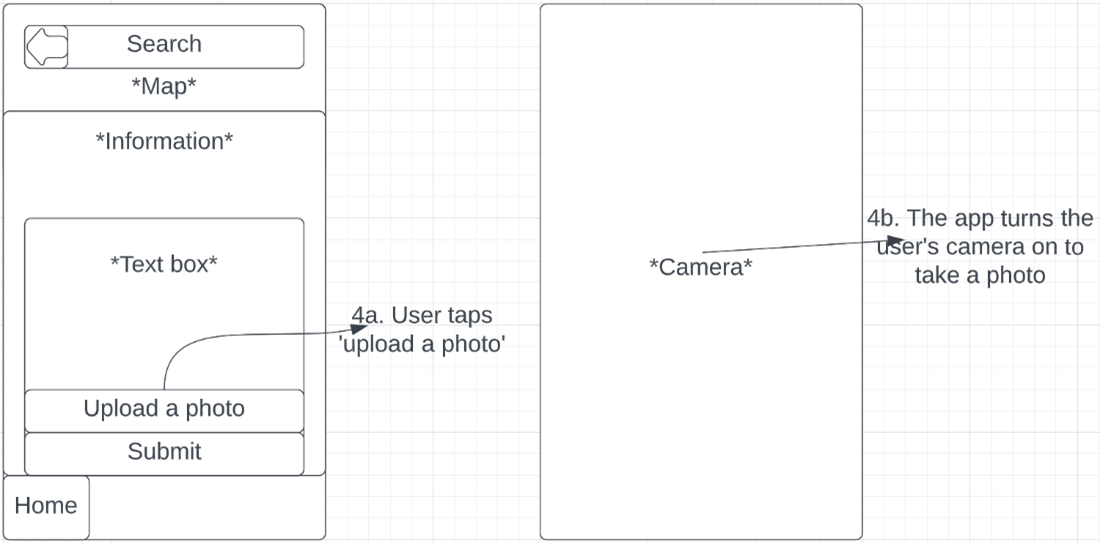 Search
*Map*
*Information*
*Text box*
4a. User taps
'upload a photo'
Upload a photo
Submit
Home
*Camera*
4b. The app turns the
user's camera on to
take a photo